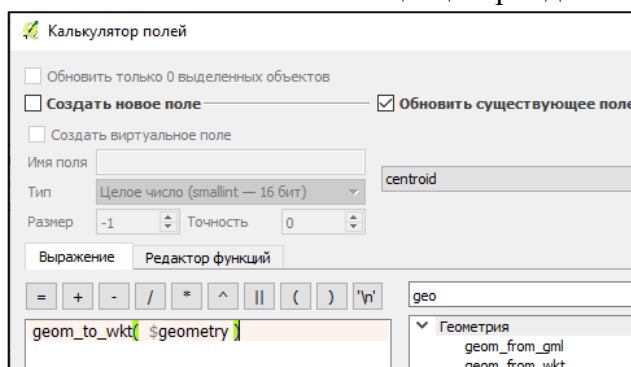 Калькулятор полей
Обновить только 0 выделенных объектов
Создать новое поле
Обновить существующее поле
Создать виртуальное поле
Имя поля
centroid
Тип Целое число (smallint — 16 бит)
Размер -1 Точность 0
Выражение Редактор функций
= + - / * ^ || ( ) '\n' geo
geom_to_wkt( $geometry )
Геометрия
geom_from_gml
geom_from_wkt